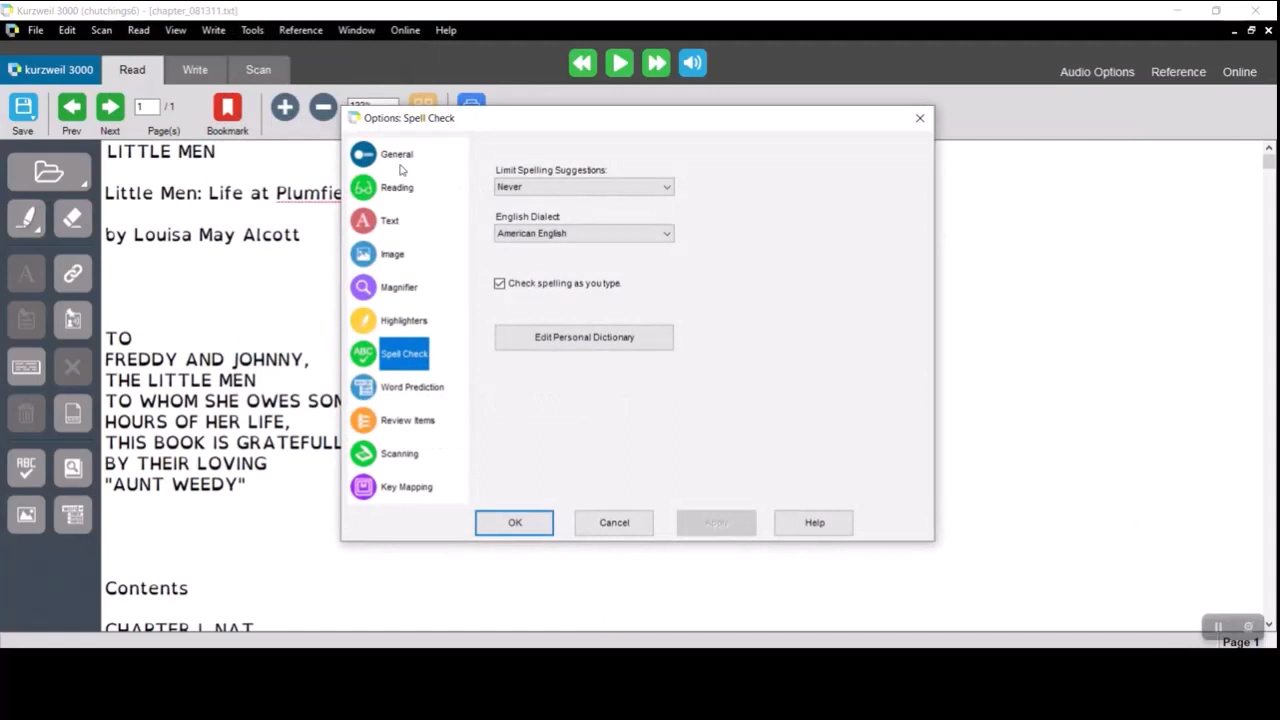 Kurzweil 3000 (chutchings6) - [chapter_081311.txt]
File Edit Scan Read View Write Tools Reference Window Online Help
kurzweil 3000 Read Write Scan
Audio Options Reference Online
1 / 1
Save Prev Next Page(s) Bookmark
Options: Spell Check
General
Reading
Text
Image
Magnifier
Highlighters
Spell Check
Word Prediction
Review Items
Scanning
Key Mapping
Limit Spelling Suggestions:
Never
English Dialect
American English
Check spelling as you type.
Edit Personal Dictionary
OK Cancel Apply Help
LITTLE MEN
Little Men: Life at Plumfie
by Louisa May Alcott
TO
FREDDY AND JOHNNY,
THE LITTLE MEN
TO WHOM SHE OWES SOM
HOURS OF HER LIFE,
THIS BOOK IS GRATEFULL
BY THEIR LOVING
"AUNT WEEDY"
Contents
CHAPTER I. NAT
ABC
Page 1